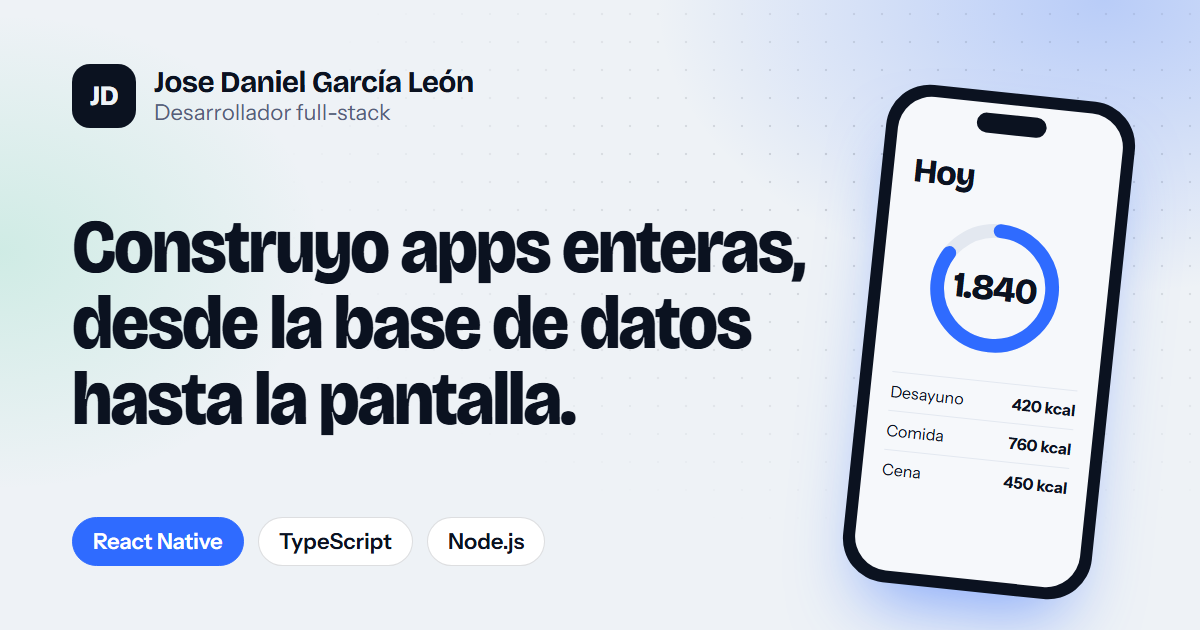 JD
Jose Daniel García León
Desarrollador full-stack
Construyo apps enteras,
desde la base de datos
hasta la pantalla.
React Native
TypeScript
Node.js
Hoy
1.840
Desayuno 420 kcal
Comida 760 kcal
Cena 450 kcal